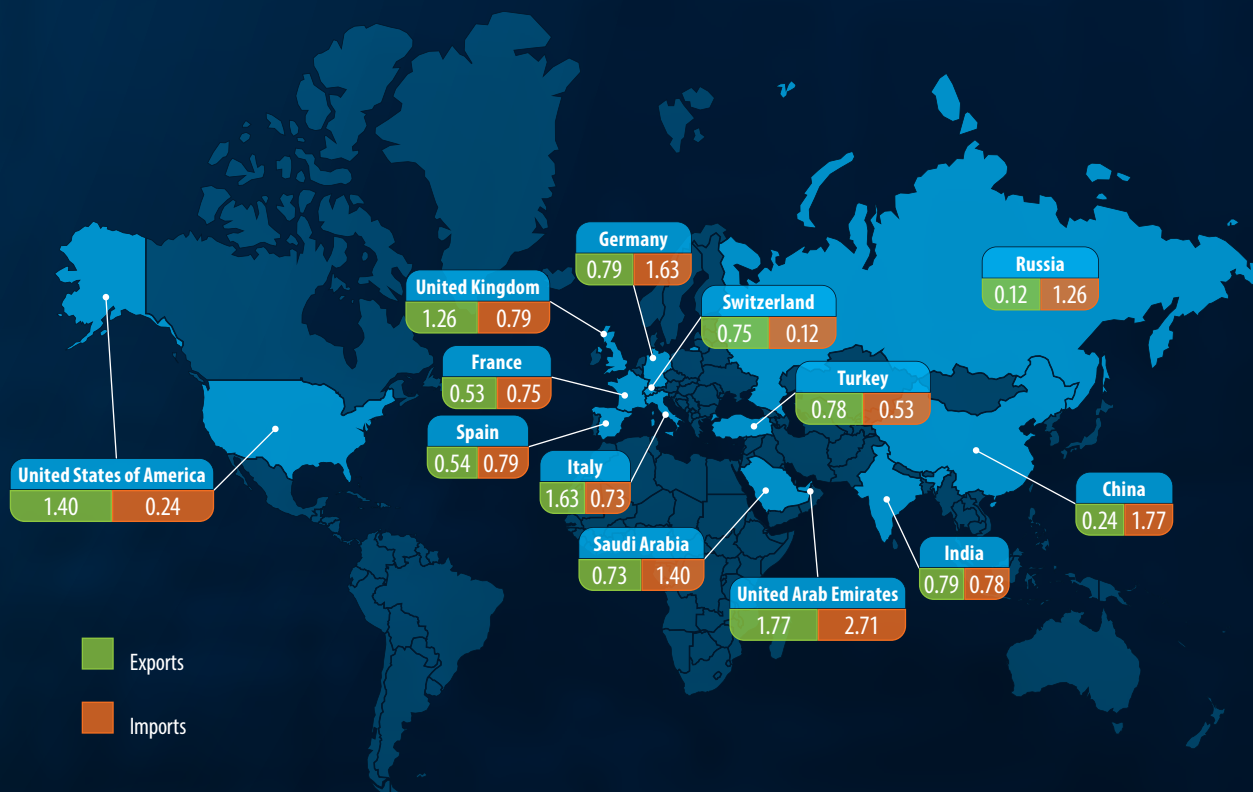 Germany
0.79 1.63
United Kingdom
1.26 0.79
Switzerland
0.75 0.12
Russia
0.12 1.26
France
0.53 0.75
Turkey
0.78 0.53
Spain
0.54 0.79
Italy
1.63 0.73
United States of America
1.40 0.24
China
0.24 1.77
Saudi Arabia
0.73 1.40
India
0.79 0.78
United Arab Emirates
1.77 2.71
Exports
Imports